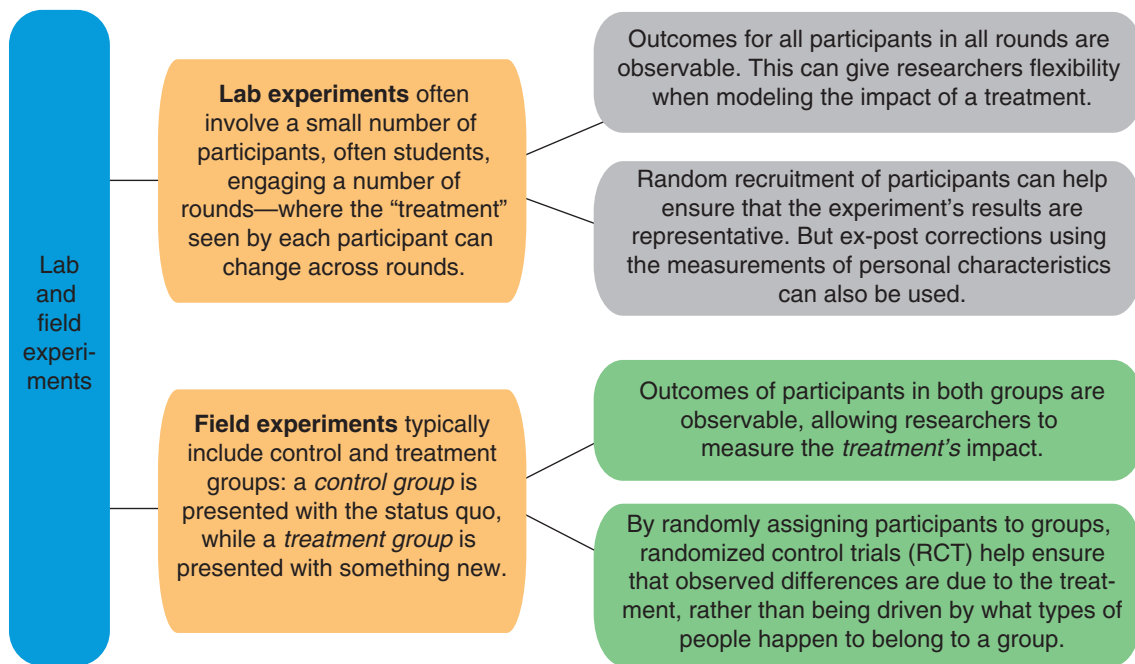 Lab
and
field
experi-
ments
Lab experiments often
involve a small number of
participants, often students,
engaging a number of
rounds—where the “treatment”
seen by each participant can
change across rounds.
Outcomes for all participants in all rounds are
observable. This can give researchers flexibility
when modeling the impact of a treatment.
Random recruitment of participants can help
ensure that the experiment’s results are
representative. But ex-post corrections using
the measurements of personal characteristics
can also be used.
Field experiments typically
include control and treatment
groups: a control group is
presented with the status quo,
while a treatment group is
presented with something new.
Outcomes of participants in both groups are
observable, allowing researchers to
measure the treatment’s impact.
By randomly assigning participants to groups,
randomized control trials (RCT) help ensure
that observed differences are due to the treat-
ment, rather than being driven by what types of
people happen to belong to a group.